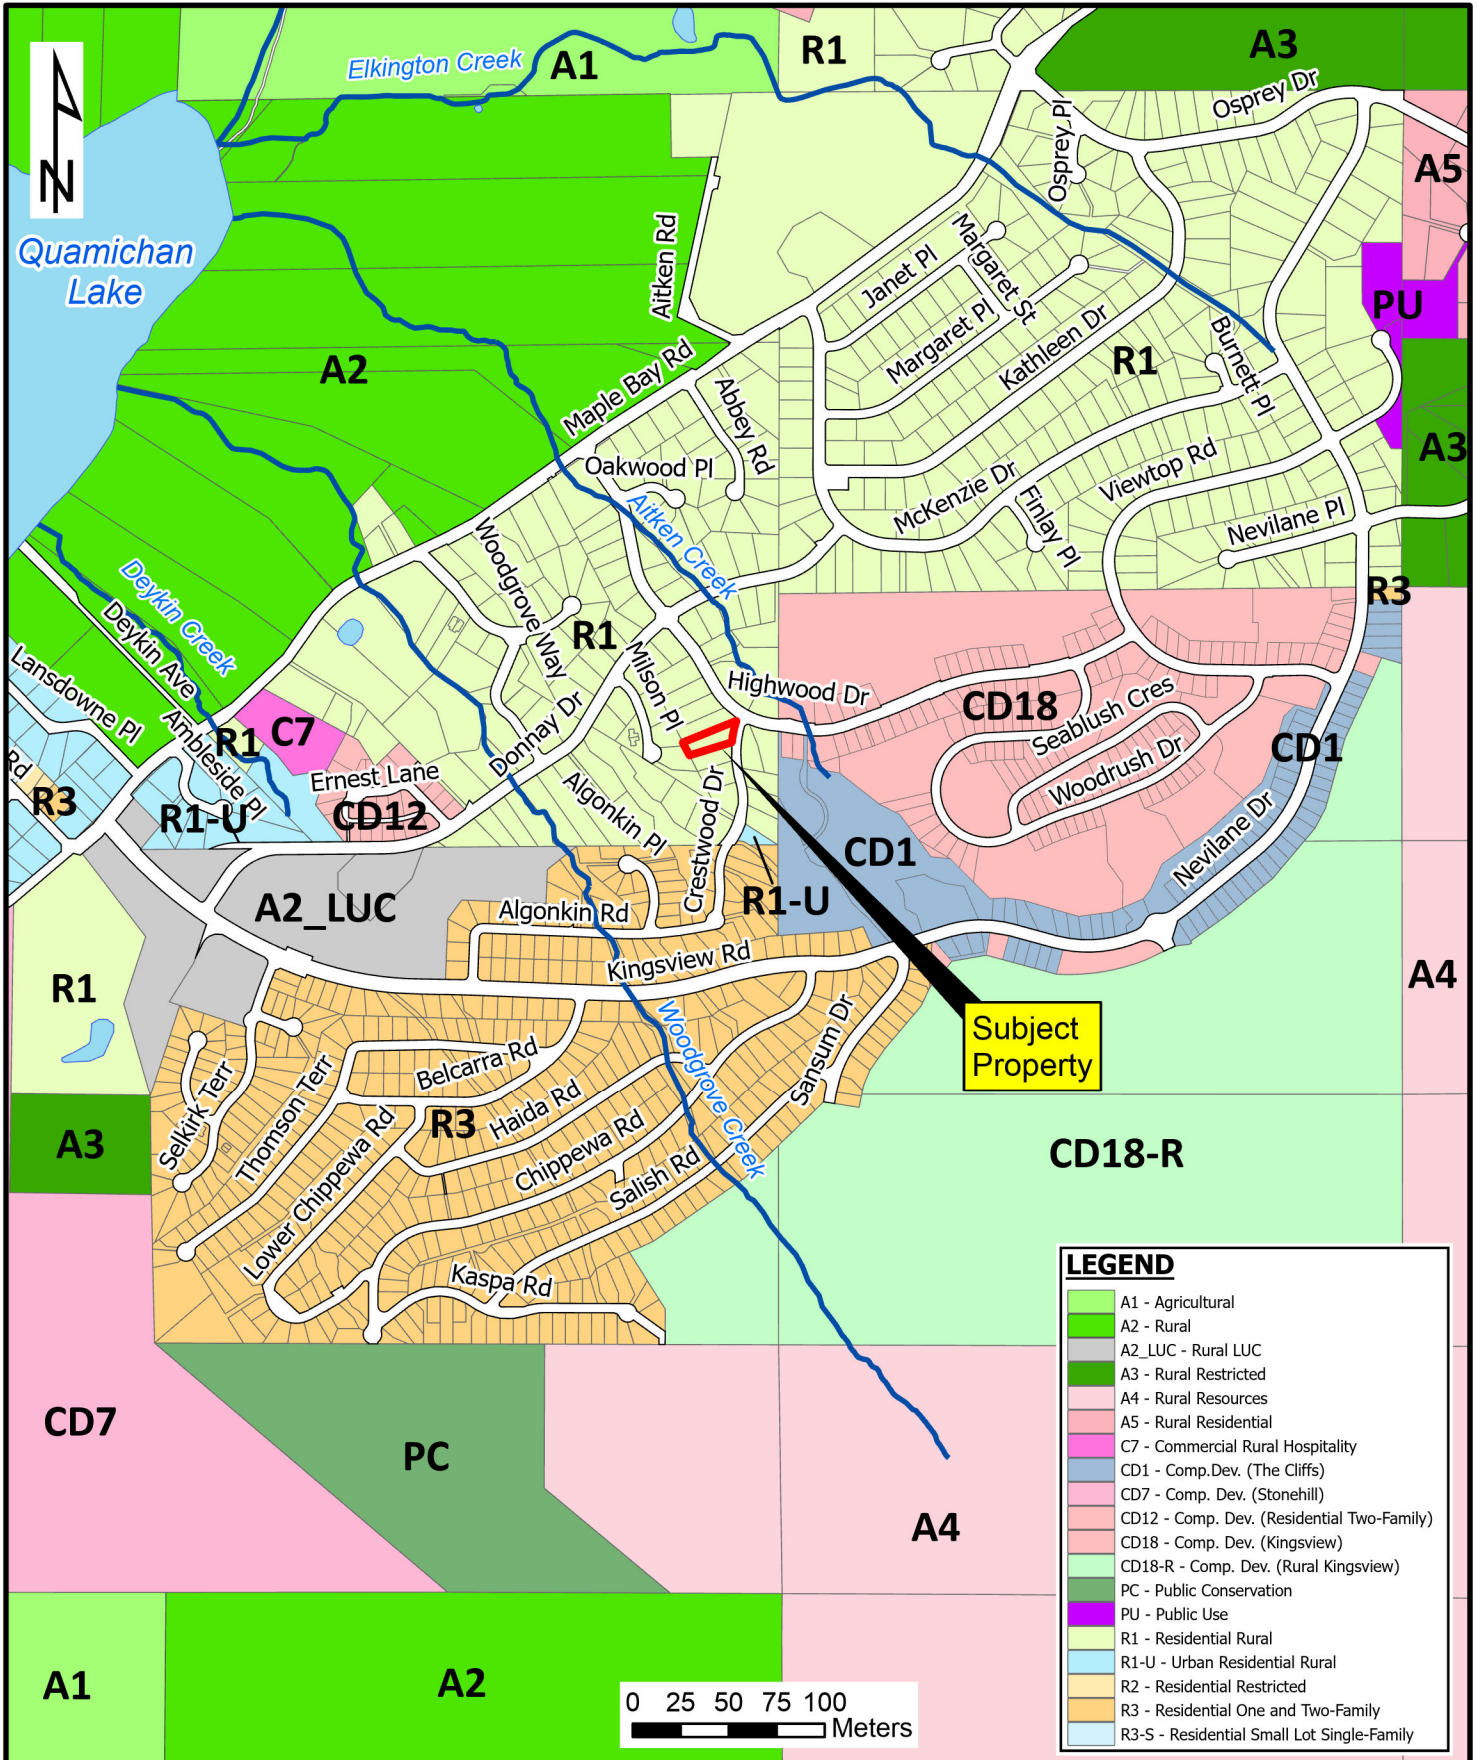 Elkington Creek
A1
R1
A3
Osprey Dr
Osprey Pl
A5
N
Quamichan
Lake
Aitken Rd
Janet Pl
Margaret St
Margaret Pl
Kathleen Dr
PU
R1
Burnett Pl
A2
Maple Bay Rd
Abbey Rd
A3
Oakwood Pl
McKenzie Dr
Viewtop Rd
Finlay Pl
Nevilane Pl
Aitken Creek
Woodgrove Way
R1
R3
Deykin Creek
Deykin Ave
Milson Pl
Lansdowne Pl
Highwood Dr
CD18
Seablush Cres
Woodrush Dr
CD1
Ambleside Pl
R1
C7
Donnay Dr
Ernest Lane
CD12
R1-U
Rd
R3
Algonkin Pl
Crestwood Dr
CD1
Nevilane Dr
R1-U
A2_LUC
Algonkin Rd
Kingsview Rd
R1
A4
Sansum Dr
Woodgrove Creek
Subject
Property
Belcarra Rd
Selkirk Terr
Thomson Terr
Haida Rd
R3
Lower Chippewa Rd
Chippewa Rd
Salish Rd
A3
CD18-R
Kaspa Rd
CD7
PC
A4
A1
A2
0 25 50 75 100
Meters
LEGEND
A1 - Agricultural
A2 - Rural
A2_LUC - Rural LUC
A3 - Rural Restricted
A4 - Rural Resources
A5 - Rural Residential
C7 - Commercial Rural Hospitality
CD1 - Comp.Dev. (The Cliffs)
CD7 - Comp. Dev. (Stonehill)
CD12 - Comp. Dev. (Residential Two-Family)
CD18 - Comp. Dev. (Kingsview)
CD18-R - Comp. Dev. (Rural Kingsview)
PC - Public Conservation
PU - Public Use
R1 - Residential Rural
R1-U - Urban Residential Rural
R2 - Residential Restricted
R3 - Residential One and Two-Family
R3-S - Residential Small Lot Single-Family